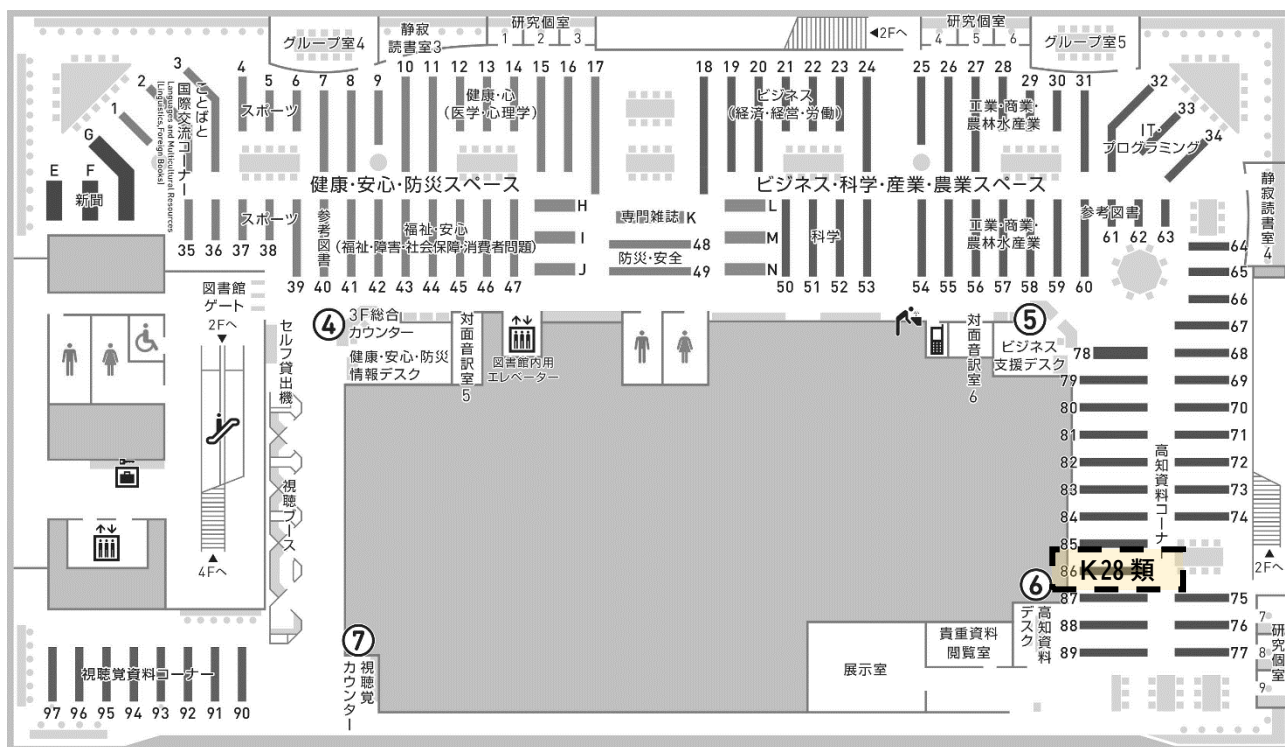 研究個室
1 2 3
静寂
読書室3
グループ室4
◀2Fへ
研究個室
4 5 6
グループ室5
1
2
3
4
5
6
7
8
9
10
11
12
13
14
15
16
17
18
19
20
21
22
23
24
25
26
27
28
29
30
31
32
33
34
E
F
G
新聞
ことばと
国際交流コーナー
Languages and Multicultural Resources
(Linguistics, Foreign Books)
スポーツ
健康・心
(医学・心理学)
ビジネス
(経済・経営・労働)
工業・商業・
農林水産業
IT・
プログラミング
健康・安心・防災スペース
ビジネス・科学・産業・農業スペース
静寂読書室4
スポーツ
参考図書
福祉・安心
(福祉・障害・社会保障・消費者問題)
H
I
J
専門雑誌 K
48
防災・安全
49
L
M
N
科学
工業・商業・
農林水産業
参考図書
61 62 63
35
36
37
38
39
40
41
42
43
44
45
46
47
50
51
52
53
54
55
56
57
58
59
60
64
65
66
67
68
69
70
71
72
73
74
図書館
ゲート
2Fへ
▼
セルフ貸出機
④
3F総合
カウンター
健康・安心・防災
情報デスク
対面音訳室5
図書館内用
エレベーター
対面音訳室6
⑤
ビジネス
支援デスク
78
79
80
81
82
83
84
85
86
87
88
89
高知資料コーナー
K28類
▲
2Fへ
75
76
77
7
8
9
研究個室
⑥
高知資料
デスク
貴重資料
閲覧室
展示室
視聴ブース
▲
4Fへ
⑦
視聴覚
カウンター
視聴覚資料コーナー
97 96 95 94 93 92 91 90